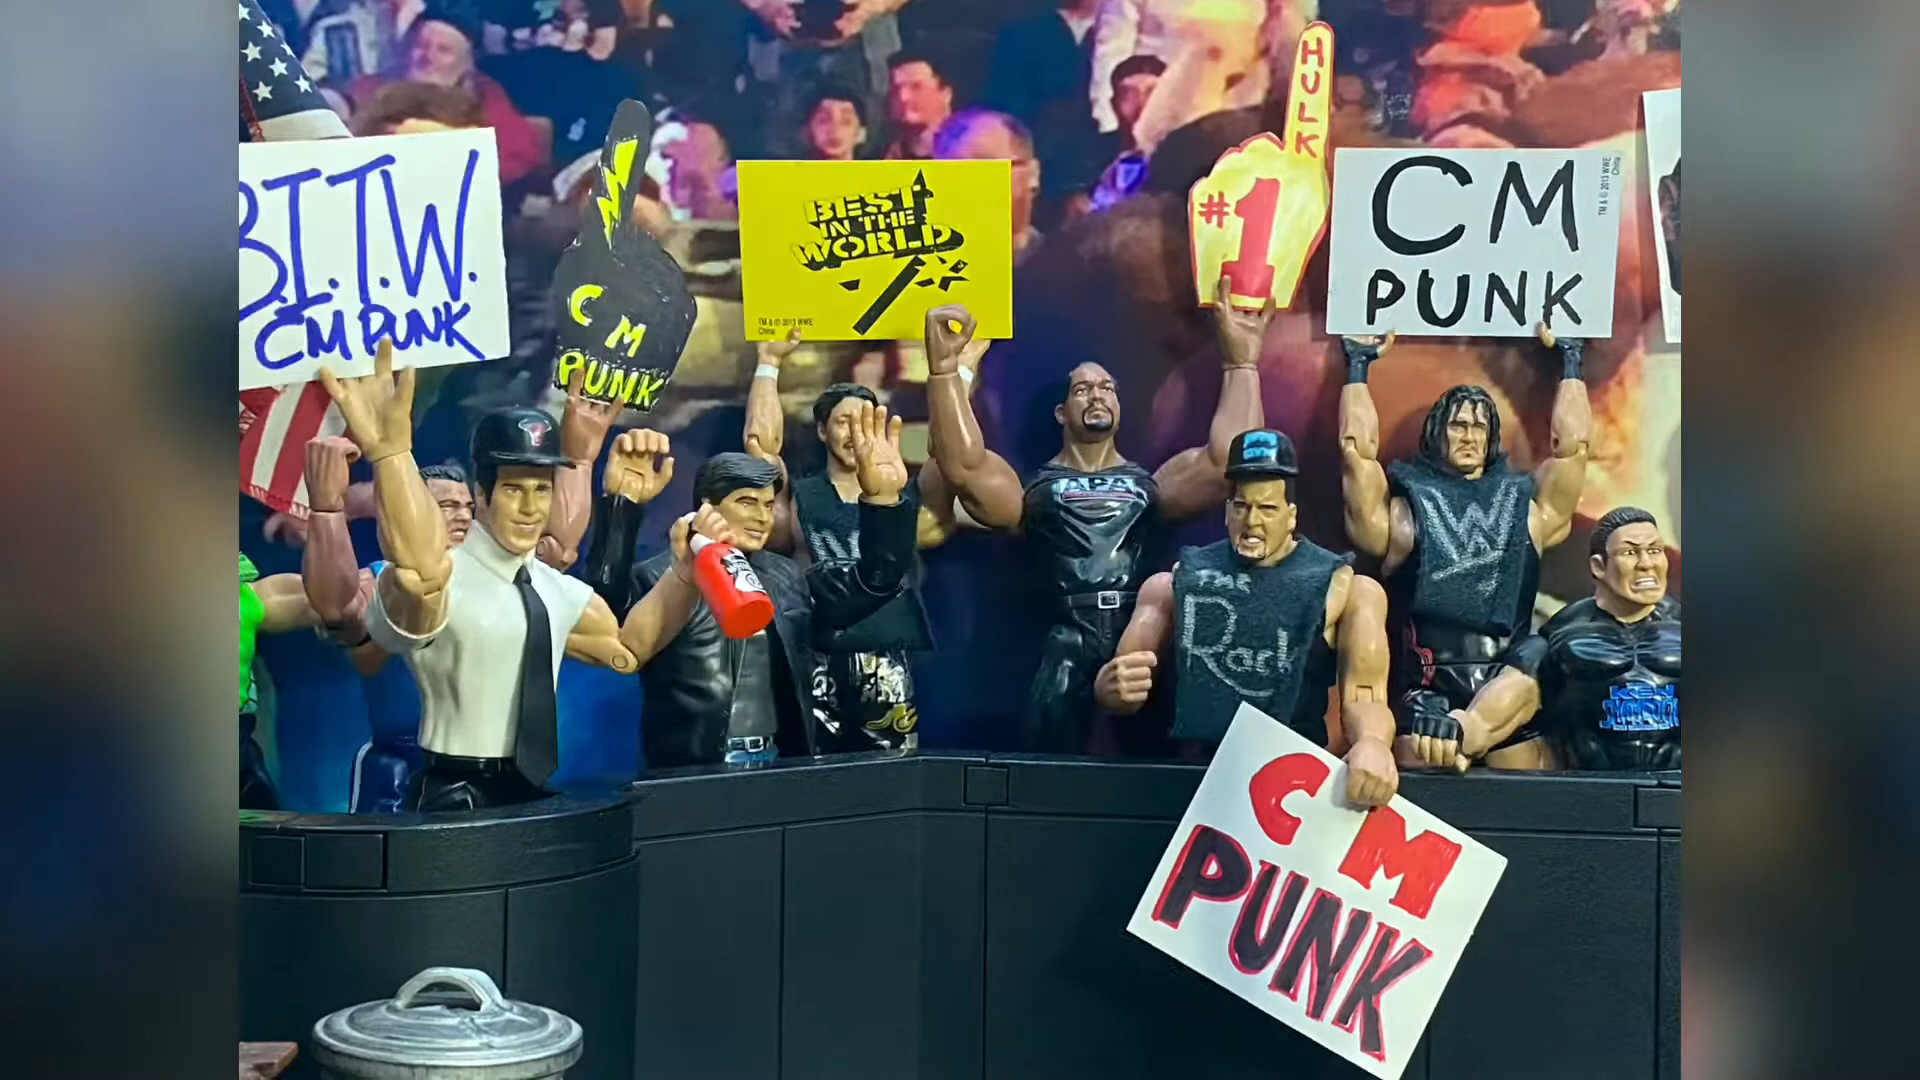 B.I.T.W.
CM PUNK
C M
PUNK
BEST
IN THE
WORLD
TM & © 2013 WWE
China
HULK
#1
CM
PUNK
TM & © 2013 WWE
China
APA
THE
Rock
W
KEN
SHAMROCK
C M
PUNK